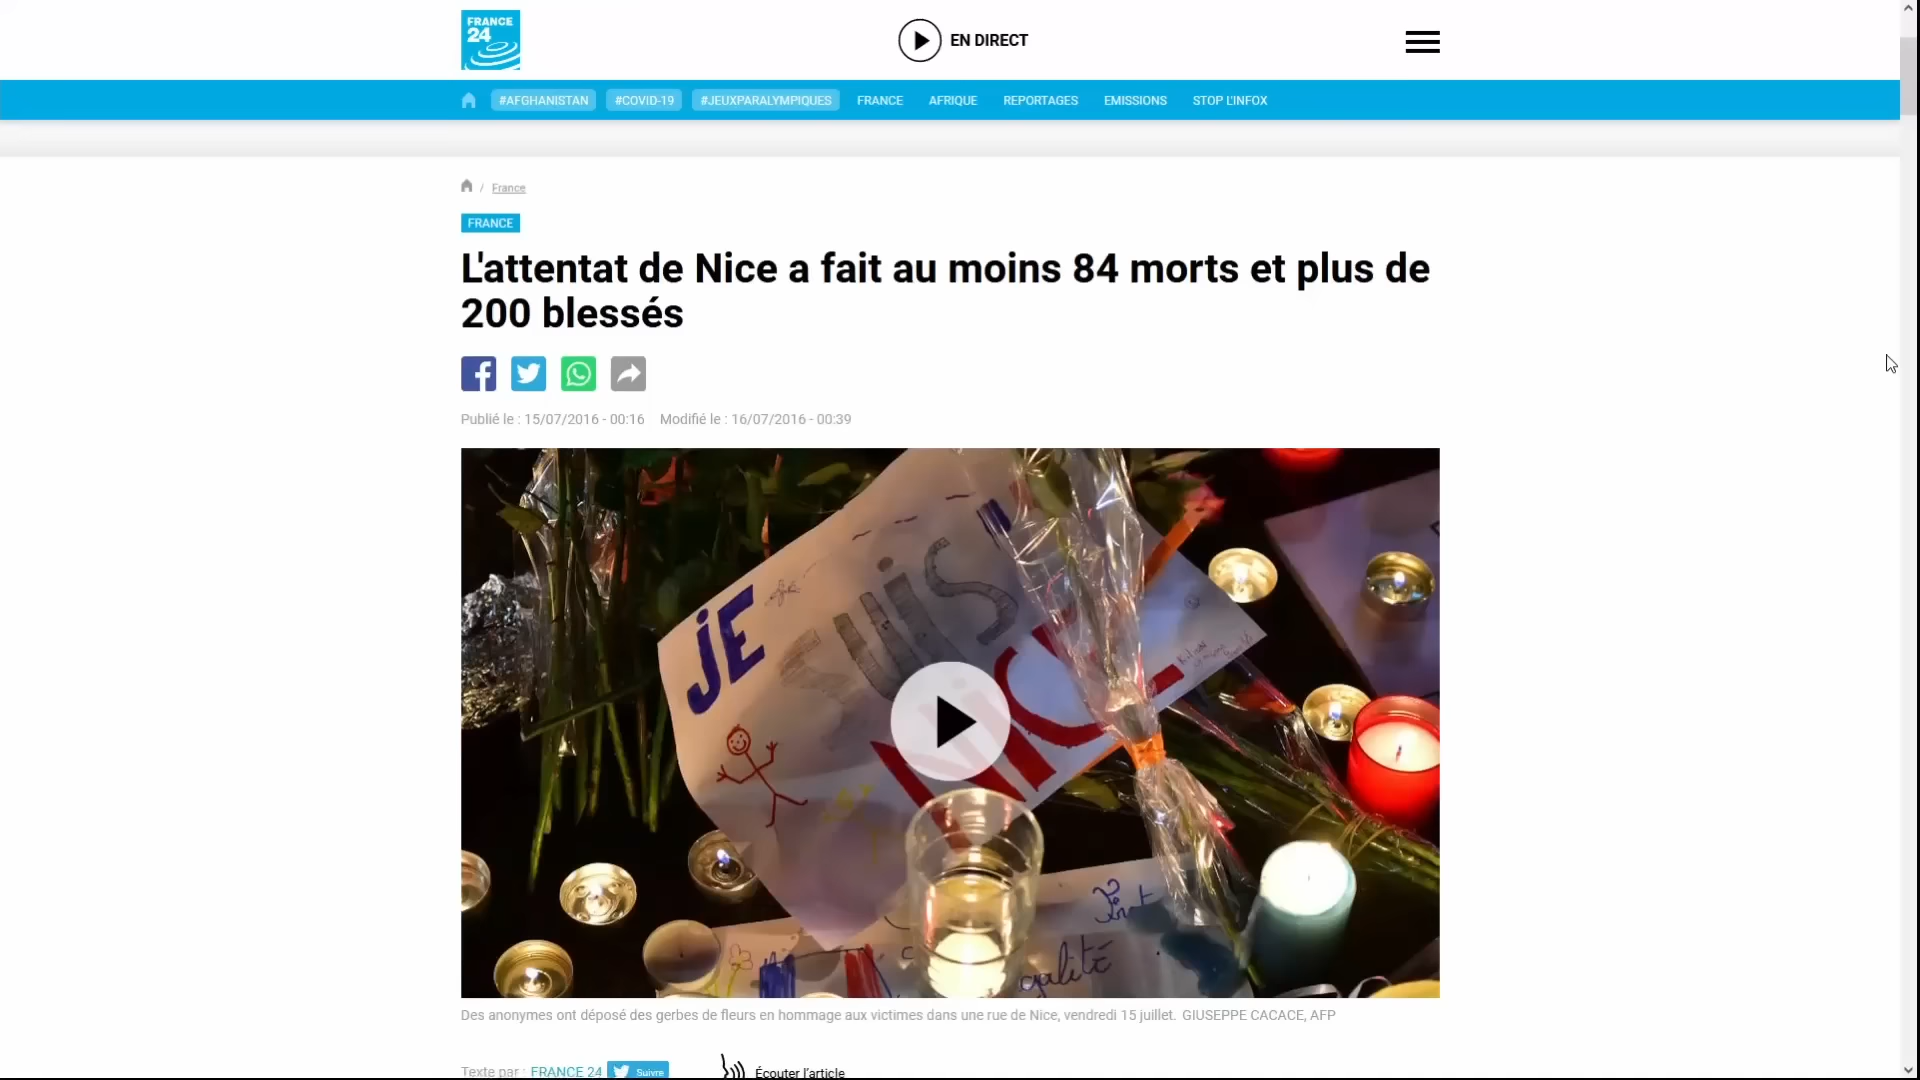 FRANCE
24
EN DIRECT
#AFGHANISTAN #COVID-19 #JEUXPARALYMPIQUES FRANCE AFRIQUE REPORTAGES EMISSIONS STOP L'INFOX
/ France
FRANCE
L'attentat de Nice a fait au moins 84 morts et plus de
200 blessés
Publié le : 15/07/2016 - 00:16 Modifié le : 16/07/2016 - 00:39
JE
SUIS
NICE
Des anonymes ont déposé des gerbes de fleurs en hommage aux victimes dans une rue de Nice, vendredi 15 juillet. GIUSEPPE CACACE, AFP
Texte par : FRANCE 24 Suivre Écouter l'article